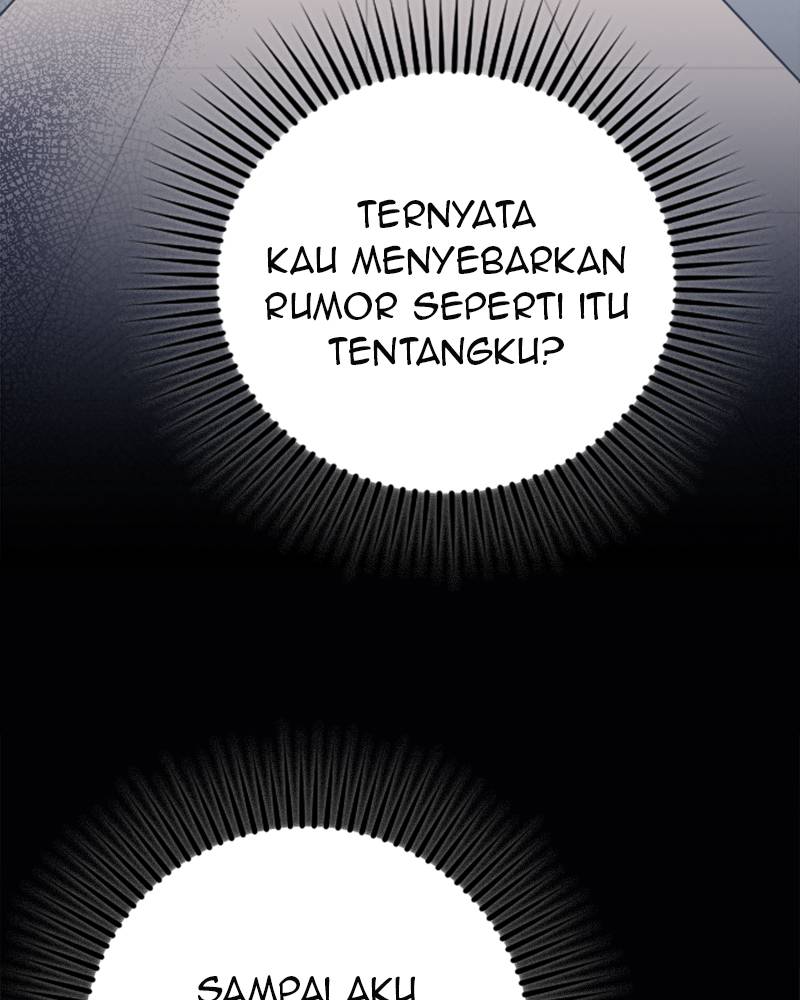 TERNYATA
KAU MENYEBARKAN
RUMOR SEPERTI ITU
TENTANGKU?
SAMPAI AKU